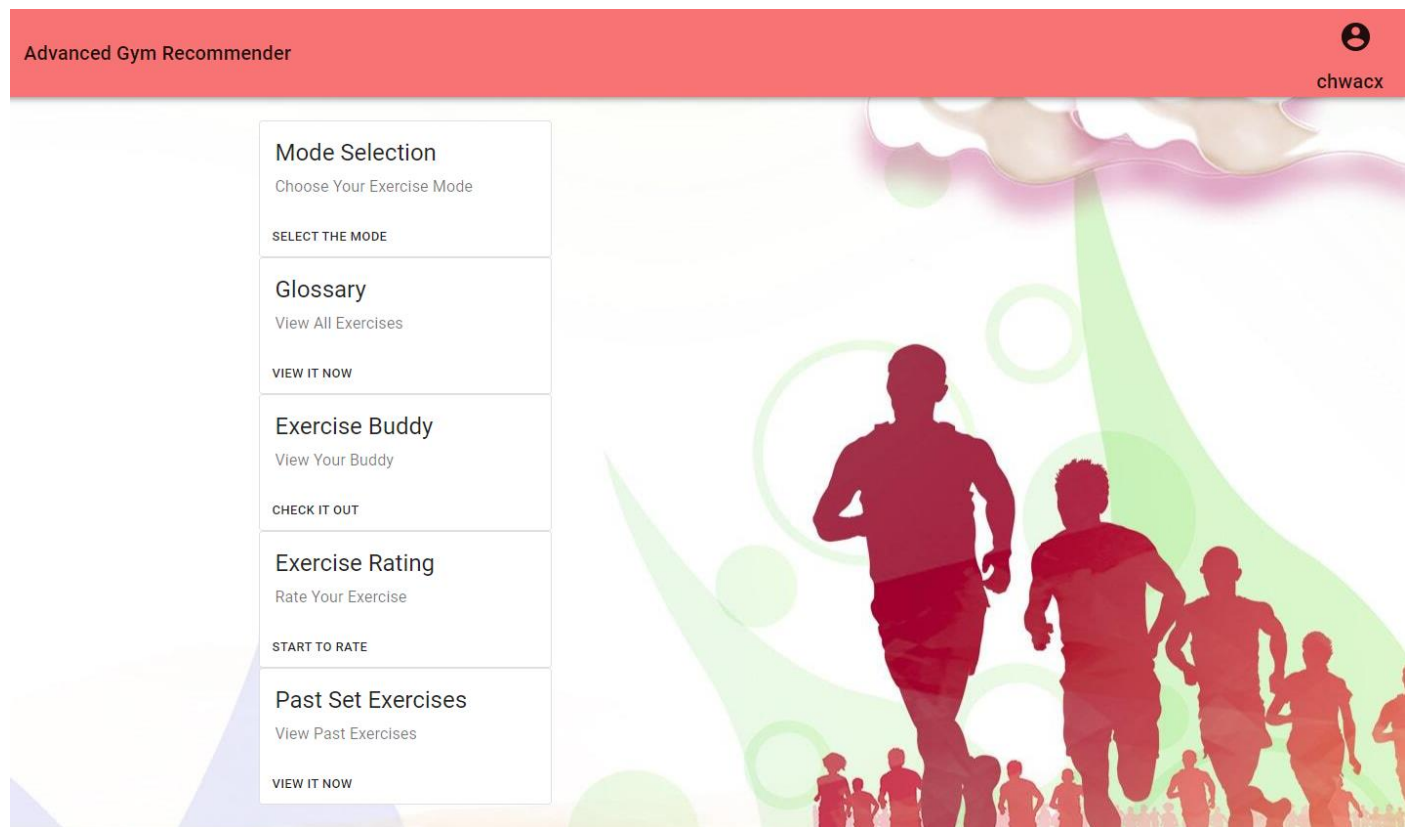 Advanced Gym Recommender
chwacx
Mode Selection
Choose Your Exercise Mode
SELECT THE MODE
Glossary
View All Exercises
VIEW IT NOW
Exercise Buddy
View Your Buddy
CHECK IT OUT
Exercise Rating
Rate Your Exercise
START TO RATE
Past Set Exercises
View Past Exercises
VIEW IT NOW